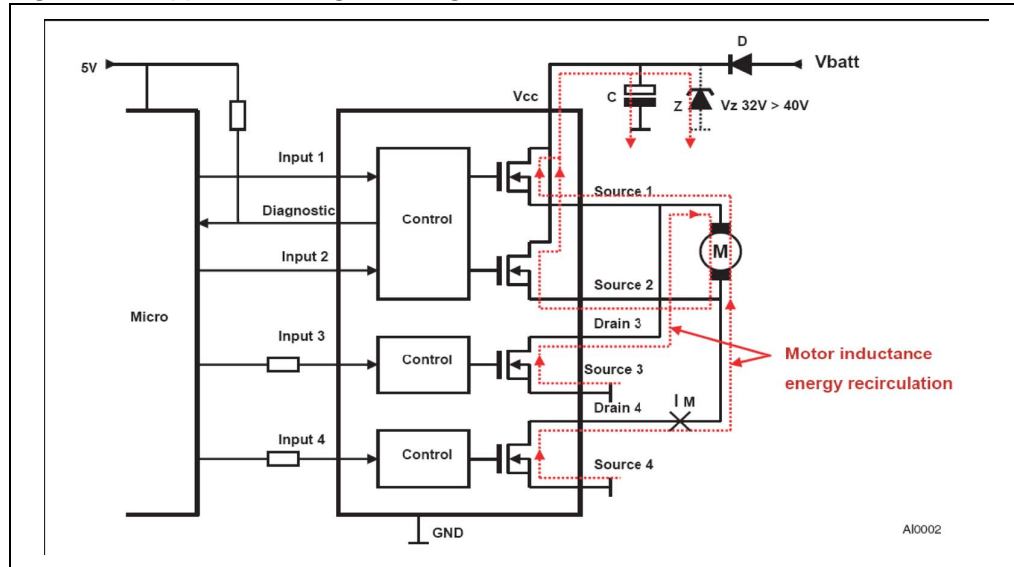 5V
D
Vbatt
Vcc
C
Z
Vz 32V > 40V
Input 1
Source 1
Diagnostic
Control
M
Input 2
Source 2
Micro
Drain 3
Input 3
Control
Source 3
Motor inductance
energy recirculation
Drain 4
I M
Input 4
Control
Source 4
GND
AI0002